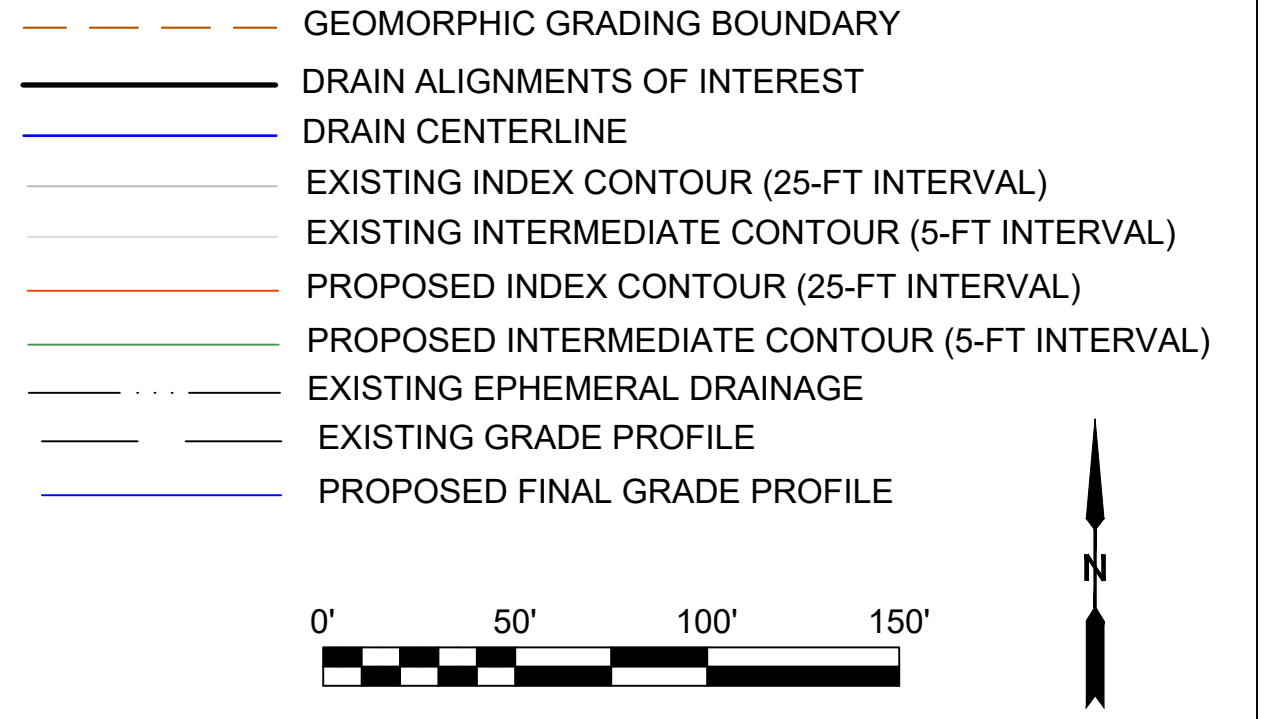 GEOMORPHIC GRADING BOUNDARY
DRAIN ALIGNMENTS OF INTEREST
DRAIN CENTERLINE
EXISTING INDEX CONTOUR (25-FT INTERVAL)
EXISTING INTERMEDIATE CONTOUR (5-FT INTERVAL)
PROPOSED INDEX CONTOUR (25-FT INTERVAL)
PROPOSED INTERMEDIATE CONTOUR (5-FT INTERVAL)
EXISTING EPHEMERAL DRAINAGE
EXISTING GRADE PROFILE
PROPOSED FINAL GRADE PROFILE
N
0' 50' 100' 150'